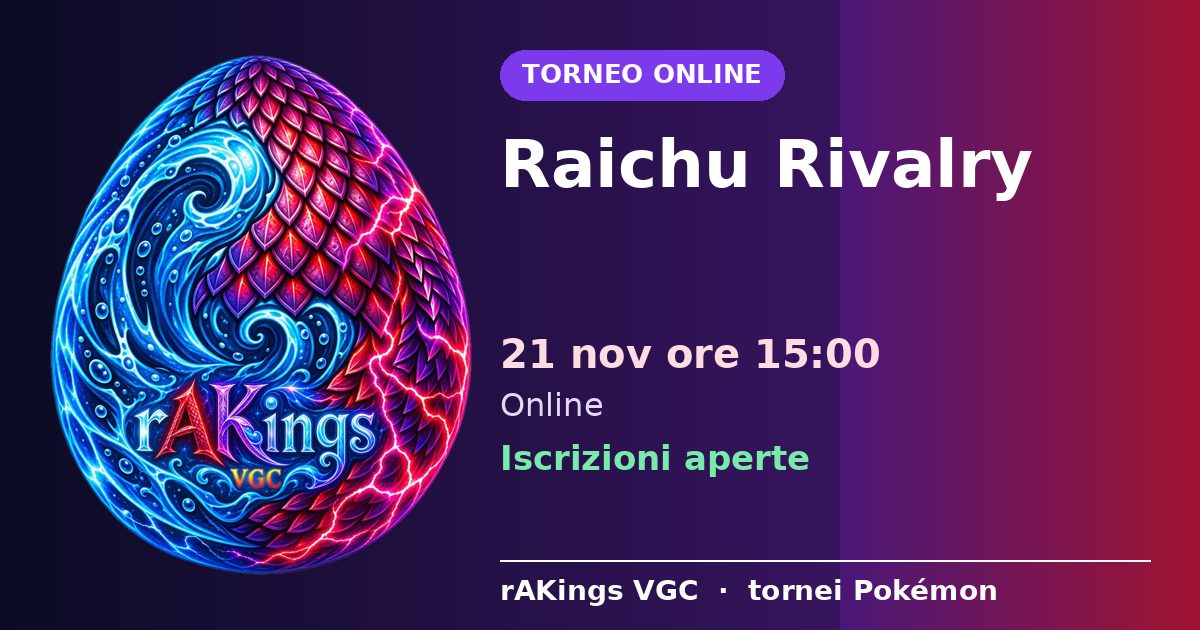 TORNEO ONLINE
Raichu Rivalry
21 nov ore 15:00
Online
Iscrizioni aperte
rAKings
VGC
rAKings VGC · tornei Pokémon